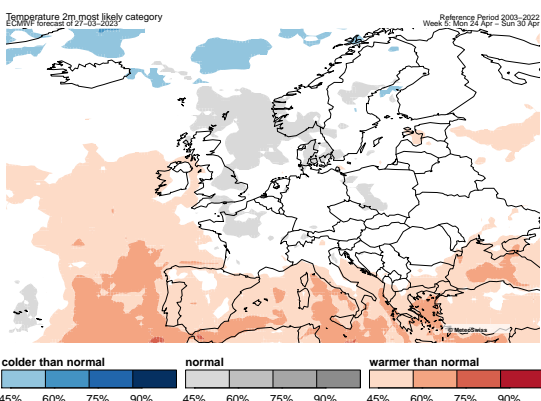 Temperature 2m most likely category
ECMWF forecast of 27–03–2023
Reference Period 2003–2022
Week 5: Mon 24 Apr – Sun 30 Apr
© MeteoSwiss
colder than normal
normal
warmer than normal
45% 60% 75% 90%
45% 60% 75% 90%
45% 60% 75% 90%